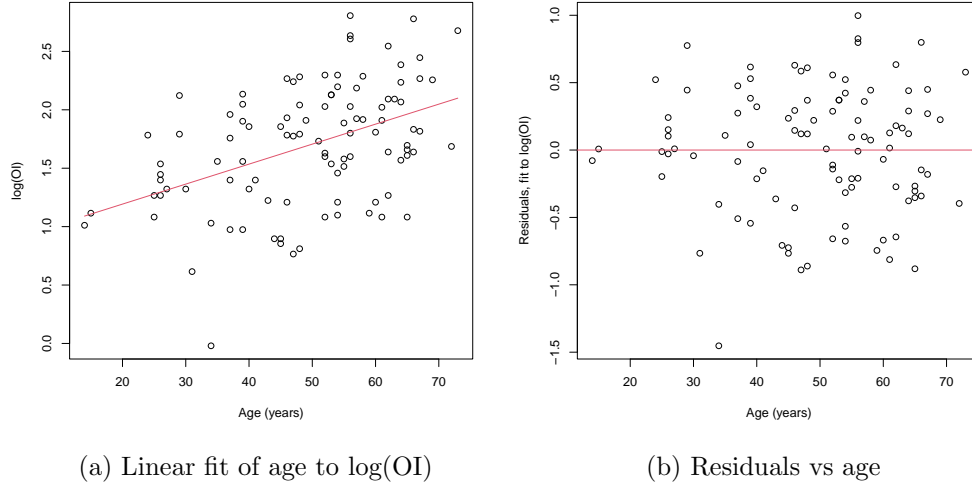 log(OI)
2.5
2.0
1.5
1.0
0.5
0.0
20 30 40 50 60 70
Age (years)
(a) Linear fit of age to log(OI)
Residuals, fit to log(OI)
1.0
0.5
0.0
−0.5
−1.0
−1.5
20 30 40 50 60 70
Age (years)
(b) Residuals vs age